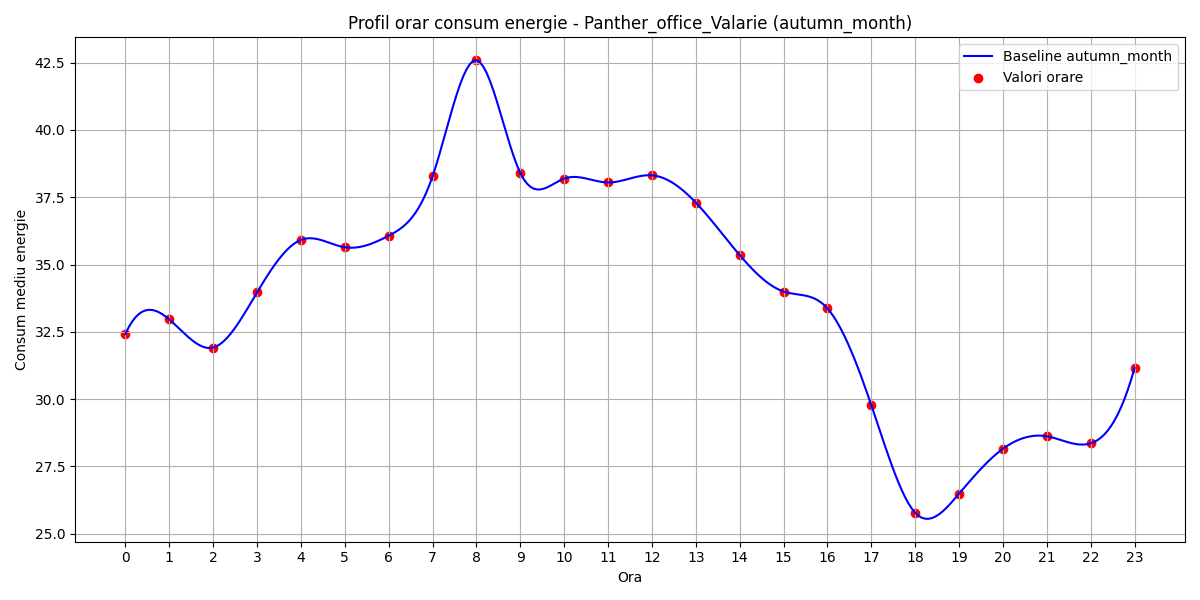 Profil orar consum energie - Panther_office_Valarie (autumn_month)
Baseline autumn_month
Valori orare
Consum mediu energie
42.5
40.0
37.5
35.0
32.5
30.0
27.5
25.0
0 1 2 3 4 5 6 7 8 9 10 11 12 13 14 15 16 17 18 19 20 21 22 23
Ora